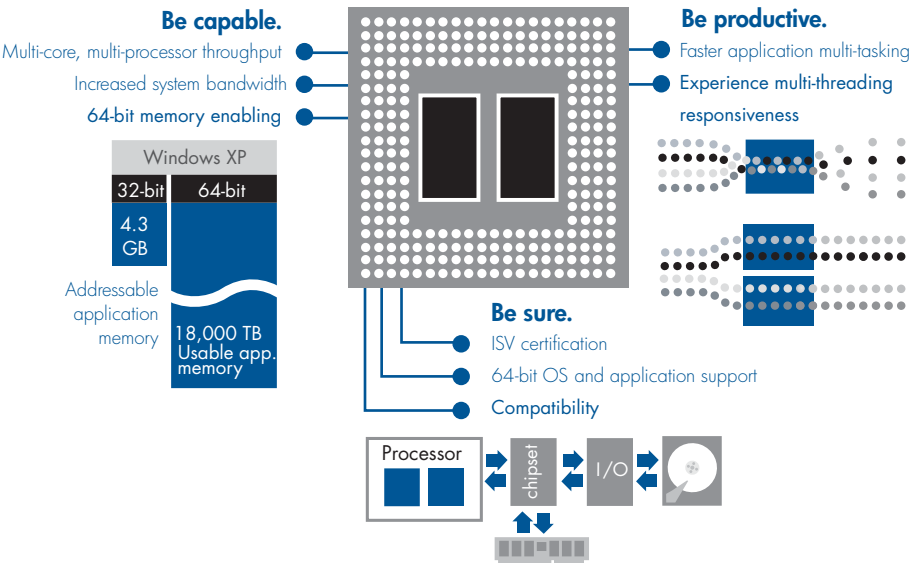 Be capable.
Multi-core, multi-processor throughput
Increased system bandwidth
64-bit memory enabling
Windows XP
32-bit
64-bit
4.3
GB
Addressable
application
memory
18,000 TB
Usable app.
memory
Be productive.
Faster application multi-tasking
Experience multi-threading
responsiveness
Be sure.
ISV certification
64-bit OS and application support
Compatibility
Processor
chipset
I/O